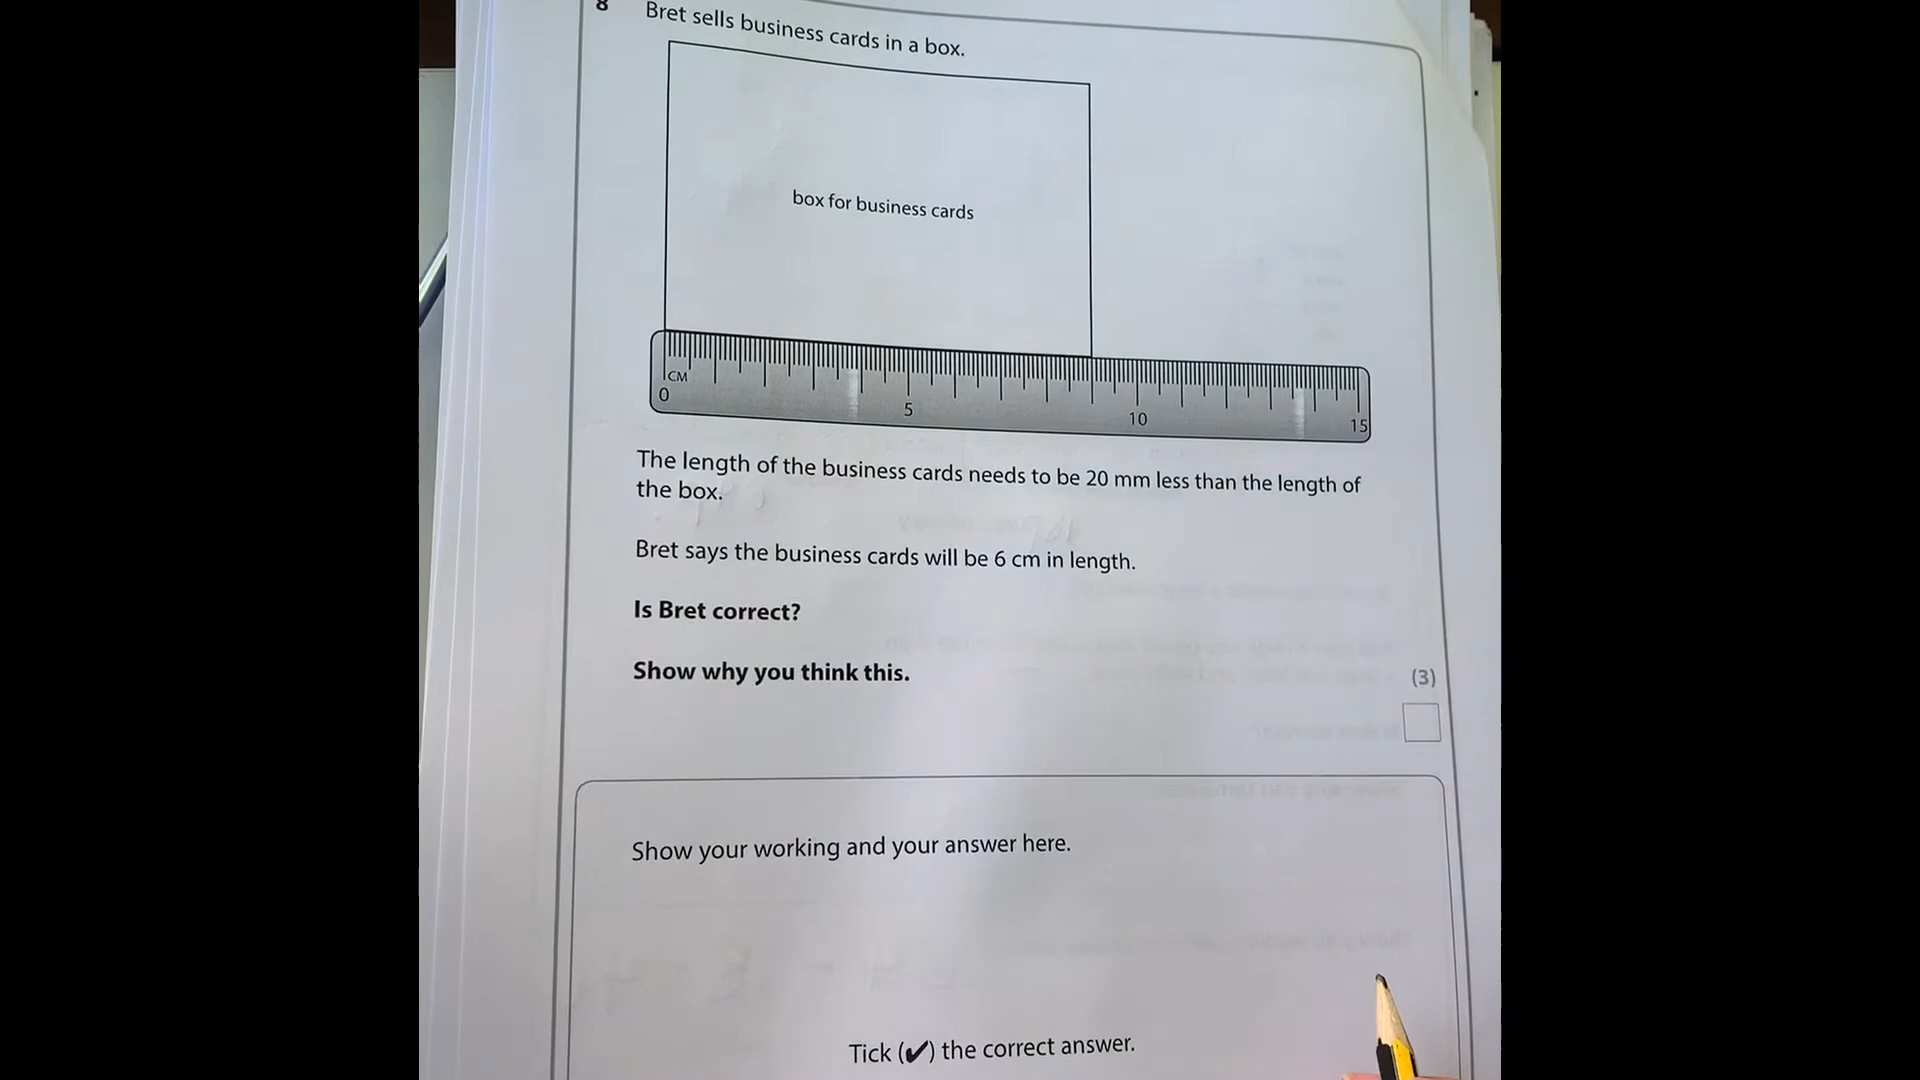 8 Bret sells business cards in a box.
box for business cards
CM
0 5 10 15
The length of the business cards needs to be 20 mm less than the length of
the box.
Bret says the business cards will be 6 cm in length.
Is Bret correct?
Show why you think this.
(3)
Show your working and your answer here.
Tick (✔) the correct answer.